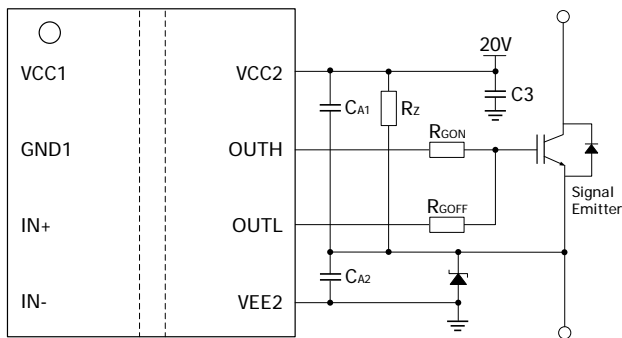 20V
VCC1
VCC2
CA1
RZ
C3
GND1
OUTH
RGON
Signal
Emitter
RGOFF
IN+
OUTL
CA2
IN-
VEE2